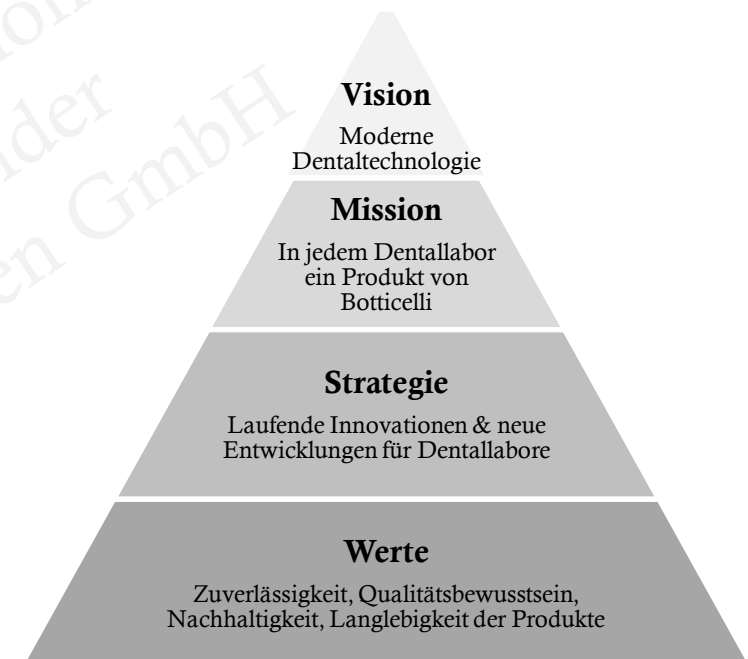 Vision
Moderne
Dentaltechnologie
Mission
In jedem Dentallabor
ein Produkt von
Botticelli
Strategie
Laufende Innovationen & neue
Entwicklungen für Dentallabore
Werte
Zuverlässigkeit, Qualitätsbewusstsein,
Nachhaltigkeit, Langlebigkeit der Produkte
GmbH